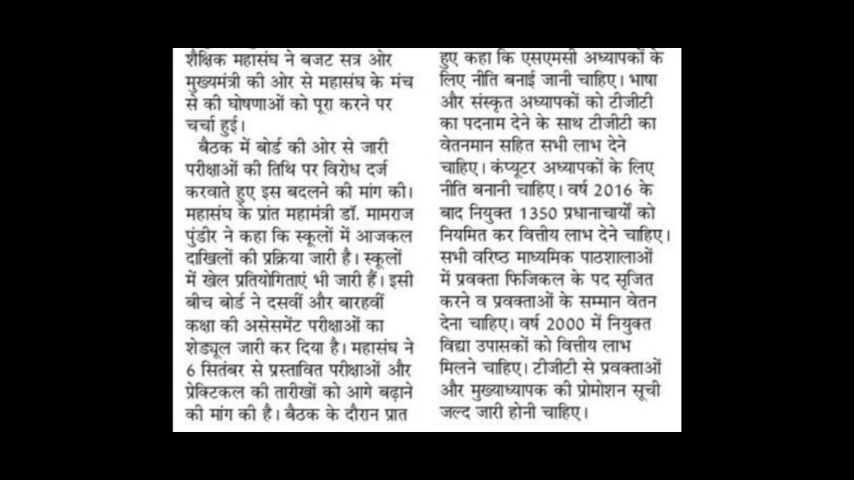 शैक्षिक महासंघ ने बजट सत्र ओर
मुख्यमंत्री की ओर से महासंघ के मंच
से की घोषणाओं को पूरा करने पर
चर्चा हुई।
बैठक में बोर्ड की ओर से जारी
परीक्षाओं की तिथि पर विरोध दर्ज
करवाते हुए इस बदलने की मांग की।
महासंघ के प्रांत महामंत्री डॉ. मामराज
पुंडीर ने कहा कि स्कूलों में आजकल
दाखिलों की प्रक्रिया जारी है। स्कूलों
में खेल प्रतियोगिताएं भी जारी हैं। इसी
बीच बोर्ड ने दसवीं और बारहवीं
कक्षा की असेसमेंट परीक्षाओं का
शेड्यूल जारी कर दिया है। महासंघ ने
6 सितंबर से प्रस्तावित परीक्षाओं और
प्रेक्टिकल की तारीखों को आगे बढ़ाने
की मांग की है। बैठक के दौरान प्रात
हुए कहा कि एसएमसी अध्यापकों के
लिए नीति बनाई जानी चाहिए। भाषा
और संस्कृत अध्यापकों को टीजीटी
का पदनाम देने के साथ टीजीटी का
वेतनमान सहित सभी लाभ देने
चाहिए। कंप्यूटर अध्यापकों के लिए
नीति बनानी चाहिए। वर्ष 2016 के
बाद नियुक्त 1350 प्रधानाचार्यों को
नियमित कर वित्तीय लाभ देने चाहिए।
सभी वरिष्ठ माध्यमिक पाठशालाओं
में प्रवक्ता फिजिकल के पद सृजित
करने व प्रवक्ताओं के सम्मान वेतन
देना चाहिए। वर्ष 2000 में नियुक्त
विद्या उपासकों को वित्तीय लाभ
मिलने चाहिए। टीजीटी से प्रवक्ताओं
और मुख्याध्यापक की प्रोमोशन सूची
जल्द जारी होनी चाहिए।